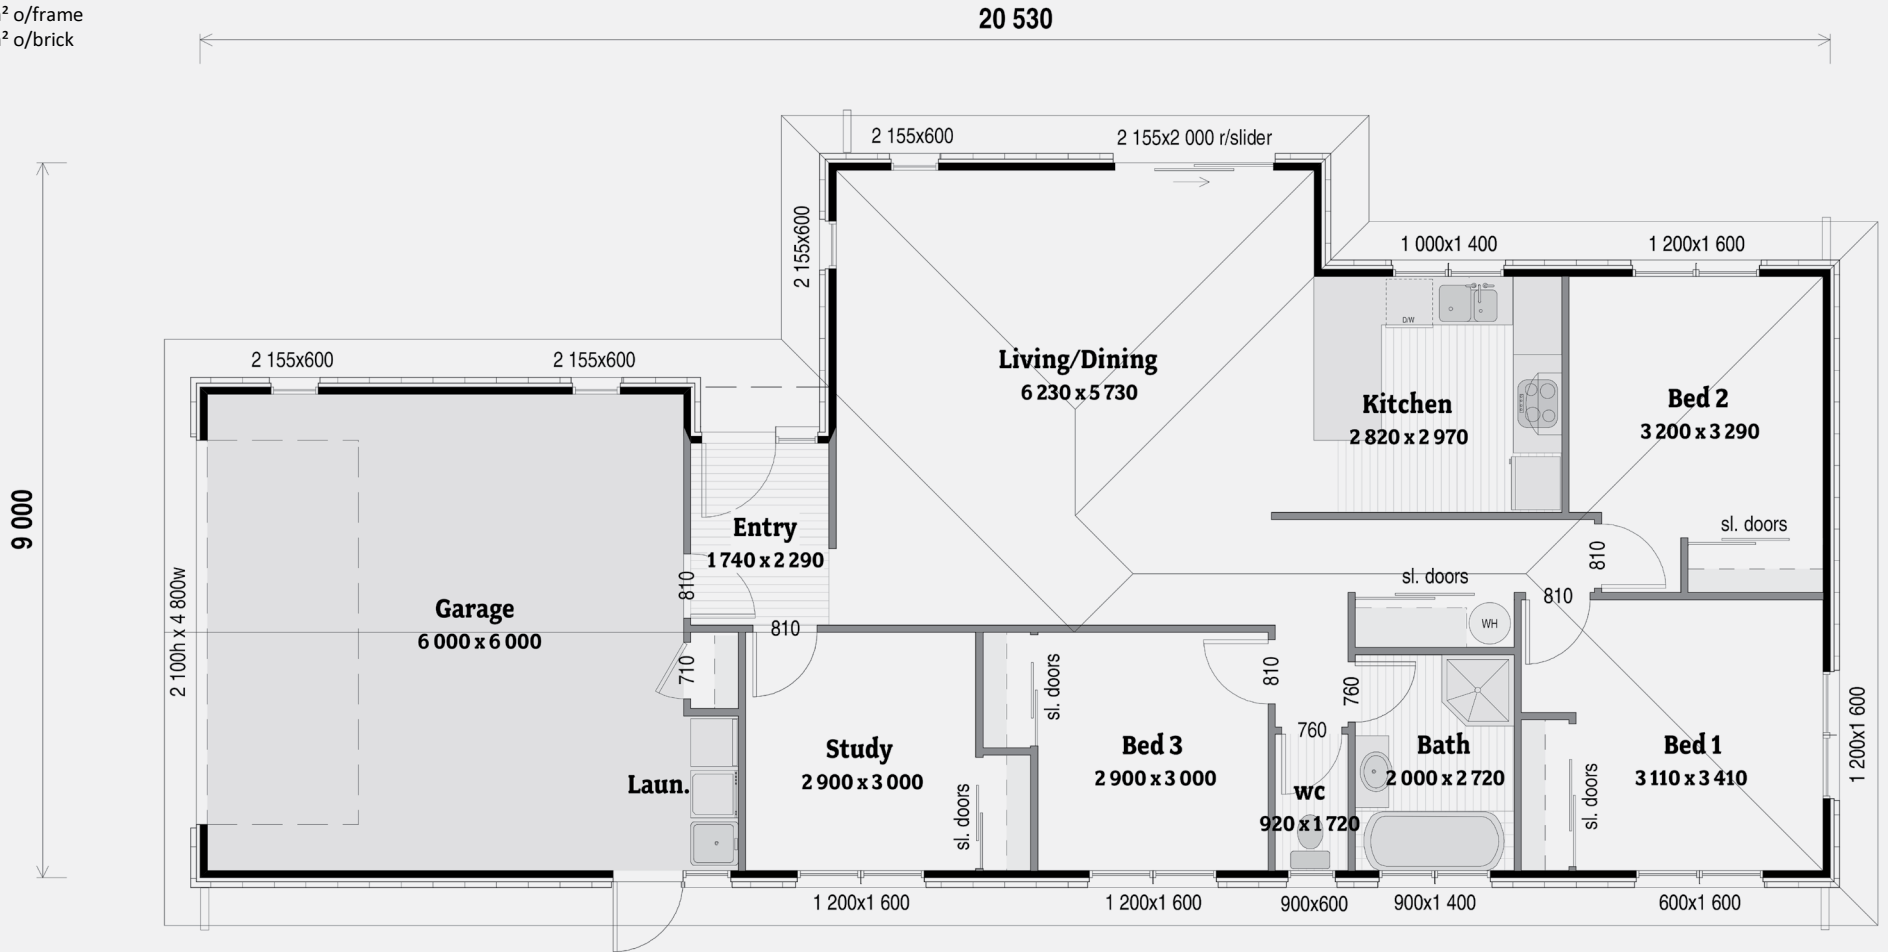 ² o/frame
² o/brick
20 530
2 155x600
2 155x2 000 r/slider
2 155x600
1 000x1 400
1 200x1 600
2 155x600
2 155x600
D/W
Living/Dining
6 230 x 5 730
Kitchen
2 820 x 2 970
Bed 2
3 200 x 3 290
9 000
Entry
1 740 x 2 290
sl. doors
810
810
sl. doors
810
WH
Garage
6 000 x 6 000
2 100h x 4 800w
810
710
sl. doors
810
760
760
Laun.
Study
2 900 x 3 000
sl. doors
Bed 3
2 900 x 3 000
wc
920 x 1 720
Bath
2 000 x 2 720
sl. doors
Bed 1
3 110 x 3 410
1 200x1 600
1 200x1 600
1 200x1 600
900x600
900x1 400
600x1 600